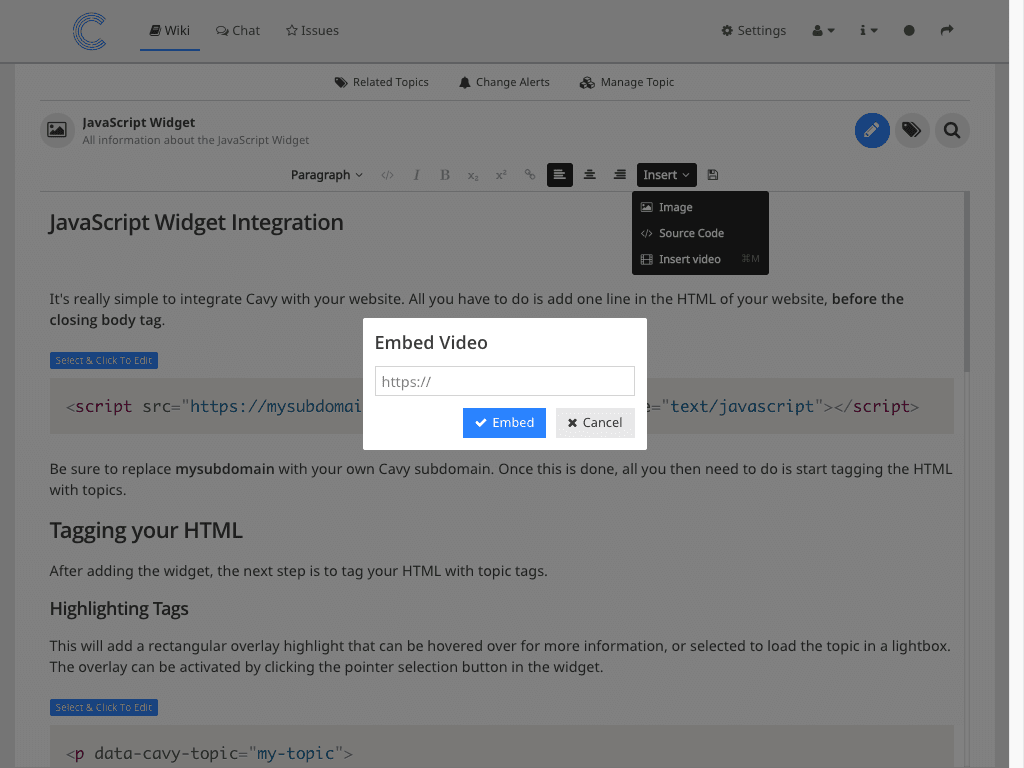 Wiki Chat Issues Settings
Related Topics Change Alerts Manage Topic
JavaScript Widget
All information about the JavaScript Widget
Paragraph </> I B x₂ x² Insert
Image
</> Source Code
Insert video ⌘M
JavaScript Widget Integration
It's really simple to integrate Cavy with your website. All you have to do is add one line in the HTML of your website, before the
closing body tag.
Embed Video
https://
Embed Cancel
Select & Click To Edit
<script src="https://mysubdomai e="text/javascript"></script>
Be sure to replace mysubdomain with your own Cavy subdomain. Once this is done, all you then need to do is start tagging the HTML
with topics.
Tagging your HTML
After adding the widget, the next step is to tag your HTML with topic tags.
Highlighting Tags
This will add a rectangular overlay highlight that can be hovered over for more information, or selected to load the topic in a lightbox.
The overlay can be activated by clicking the pointer selection button in the widget.
Select & Click To Edit
<p data-cavy-topic="my-topic">